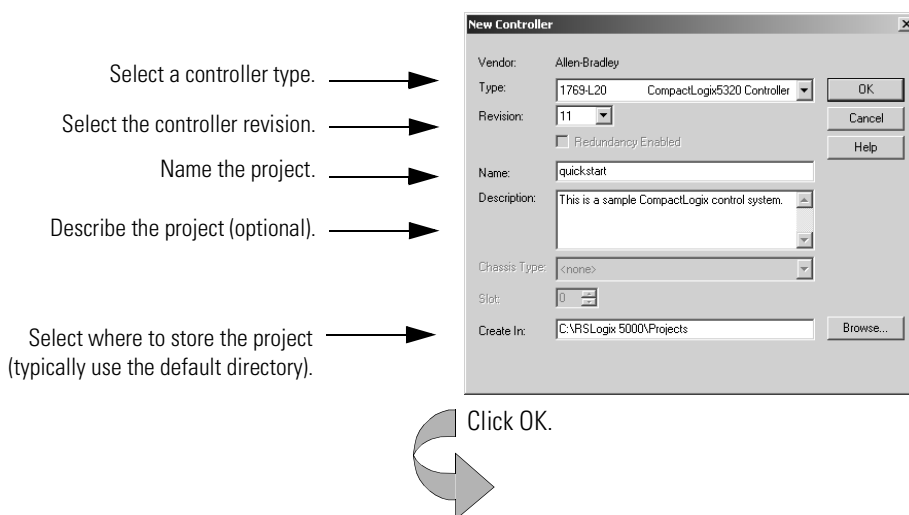 New Controller
Vendor: Allen-Bradley
Select a controller type.
Type: 1769-L20 CompactLogix5320 Controller OK
Select the controller revision.
Revision: 11 Cancel
Redundancy Enabled Help
Name the project.
Name: quickstart
Describe the project (optional).
Description: This is a sample CompactLogix control system.
Chassis Type: <none>
Slot: 0
Select where to store the project
(typically use the default directory).
Create In: C:\RSLogix 5000\Projects Browse...
Click OK.